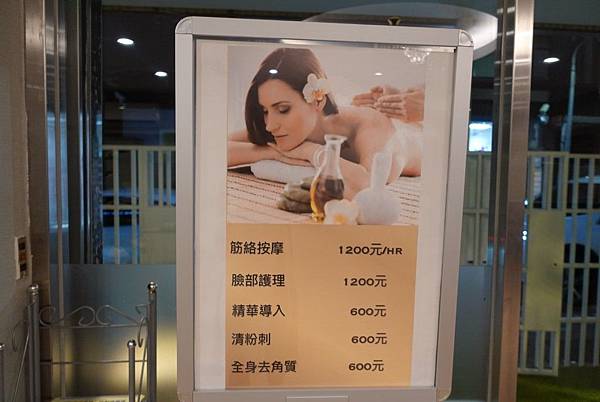 筋絡按摩 1200元/HR
臉部護理 1200元
精華導入 600元
清粉刺 600元
全身去角質 600元